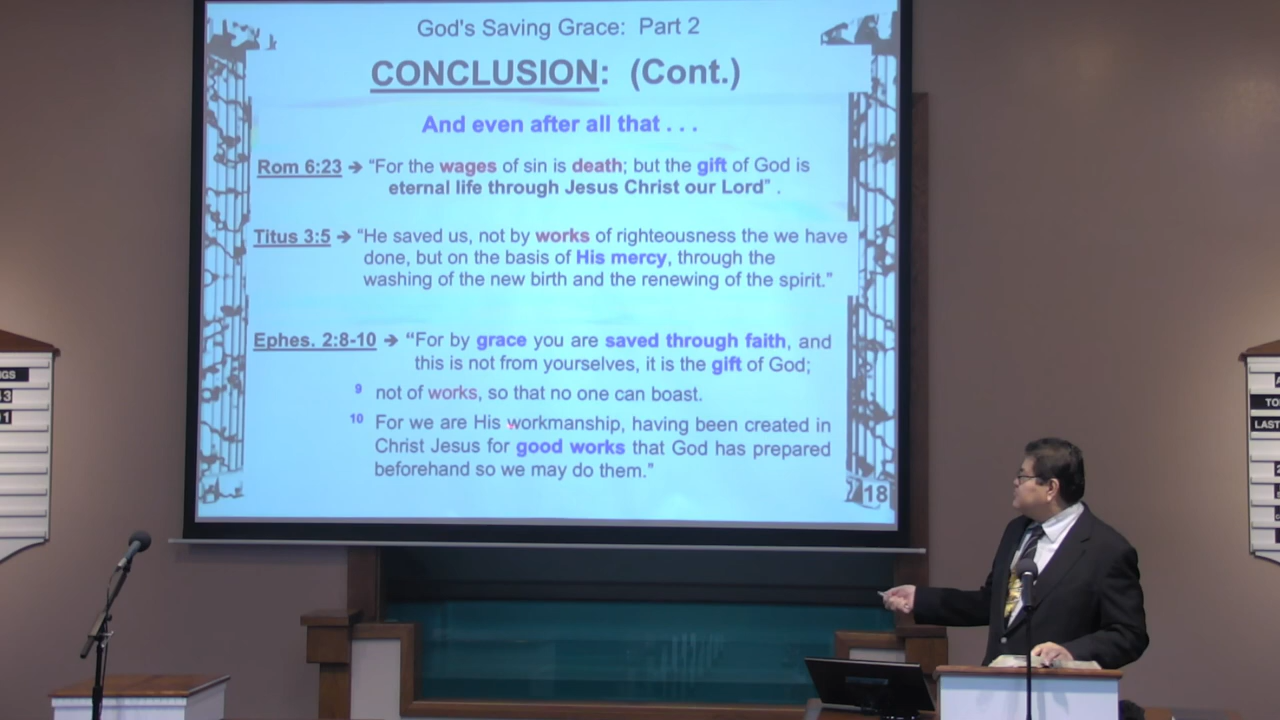 God's Saving Grace: Part 2
CONCLUSION: (Cont.)
And even after all that . . .
Rom 6:23 ➔ “For the wages of sin is death; but the gift of God is
eternal life through Jesus Christ our Lord” .
Titus 3:5 ➔ “He saved us, not by works of righteousness the we have
done, but on the basis of His mercy, through the
washing of the new birth and the renewing of the spirit.”
Ephes. 2:8-10 ➔ “For by grace you are saved through faith, and
this is not from yourselves, it is the gift of God;
9 not of works, so that no one can boast.
10 For we are His workmanship, having been created in
Christ Jesus for good works that God has prepared
beforehand so we may do them.”
18
LAST